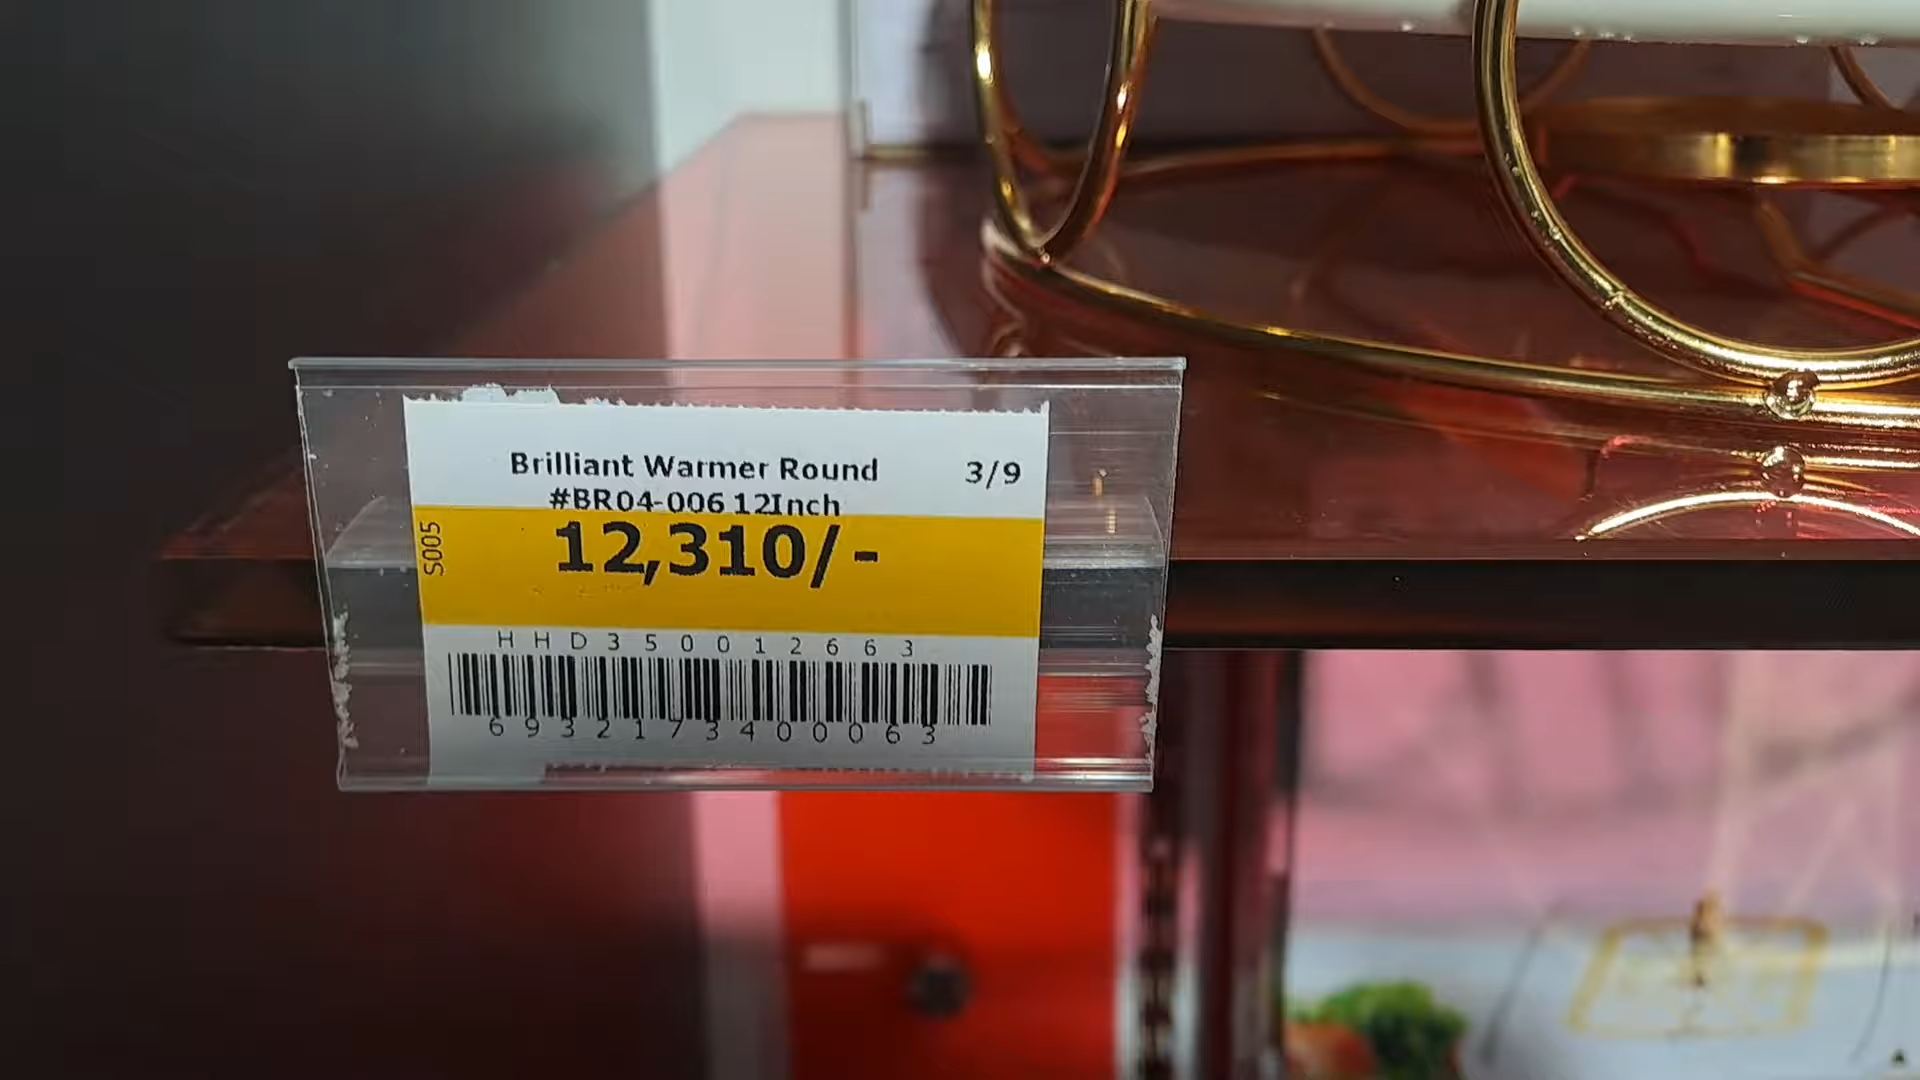 Brilliant Warmer Round 3/9
#BR04-006 12Inch
S005
12,310/-
HHD350012663
6932173400063